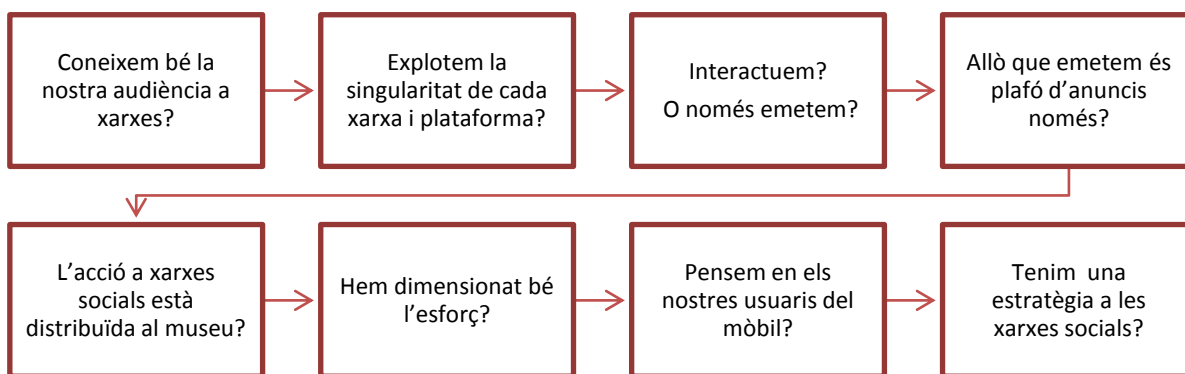 Coneixem bé la
nostra audiència a
xarxes?
Explotem la
singularitat de cada
xarxa i plataforma?
Interactuem?
O només emetem?
Allò que emetem és
plafó d’anuncis
només?
L’acció a xarxes
socials està
distribuïda al museu?
Hem dimensionat bé
l’esforç?
Pensem en els
nostres usuaris del
mòbil?
Tenim  una
estratègia a les
xarxes socials?